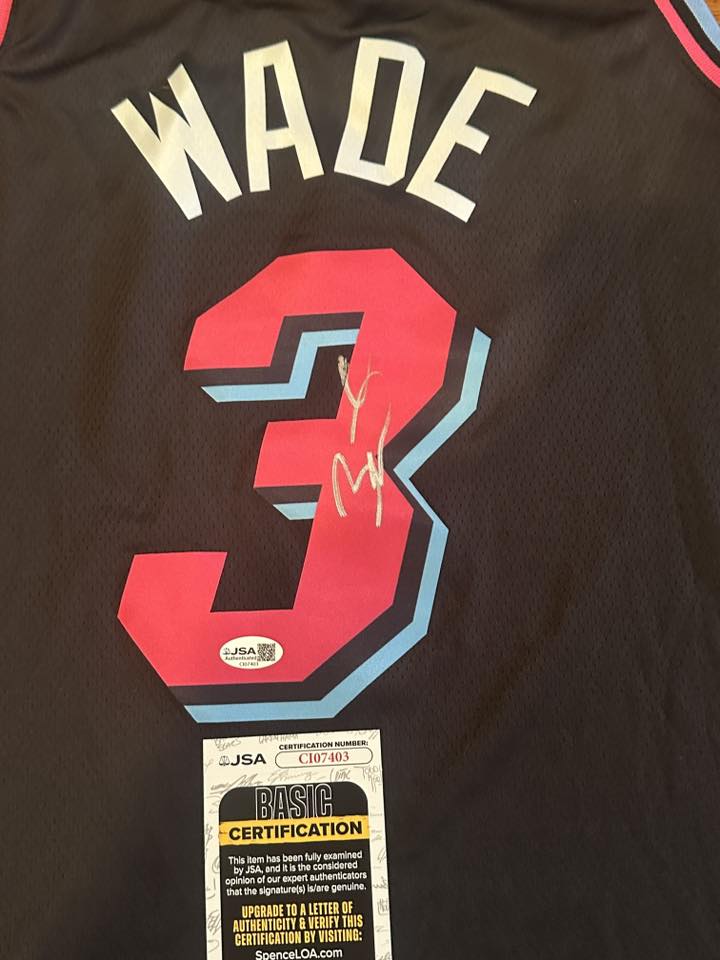 WADE
3
JSA
Authenticated
CI07403
JSA
CERTIFICATION NUMBER:
CI07403
BASIC
CERTIFICATION
This item has been fully examined
by JSA, and it is the considered
opinion of our expert authenticators
that the signature(s) is/are genuine.
UPGRADE TO A LETTER OF
AUTHENTICITY & VERIFY THIS
CERTIFICATION BY VISITING:
SpenceLOA.com